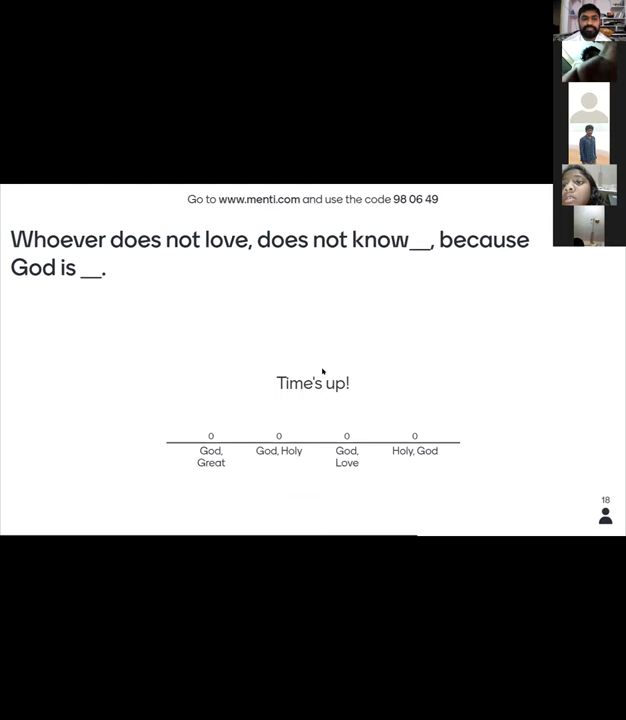 Go to www.menti.com and use the code 98 06 49
Whoever does not love, does not know__, because
God is __.
Time's up!
0 0 0 0
God, Great
God, Holy
God, Love
Holy, God
18